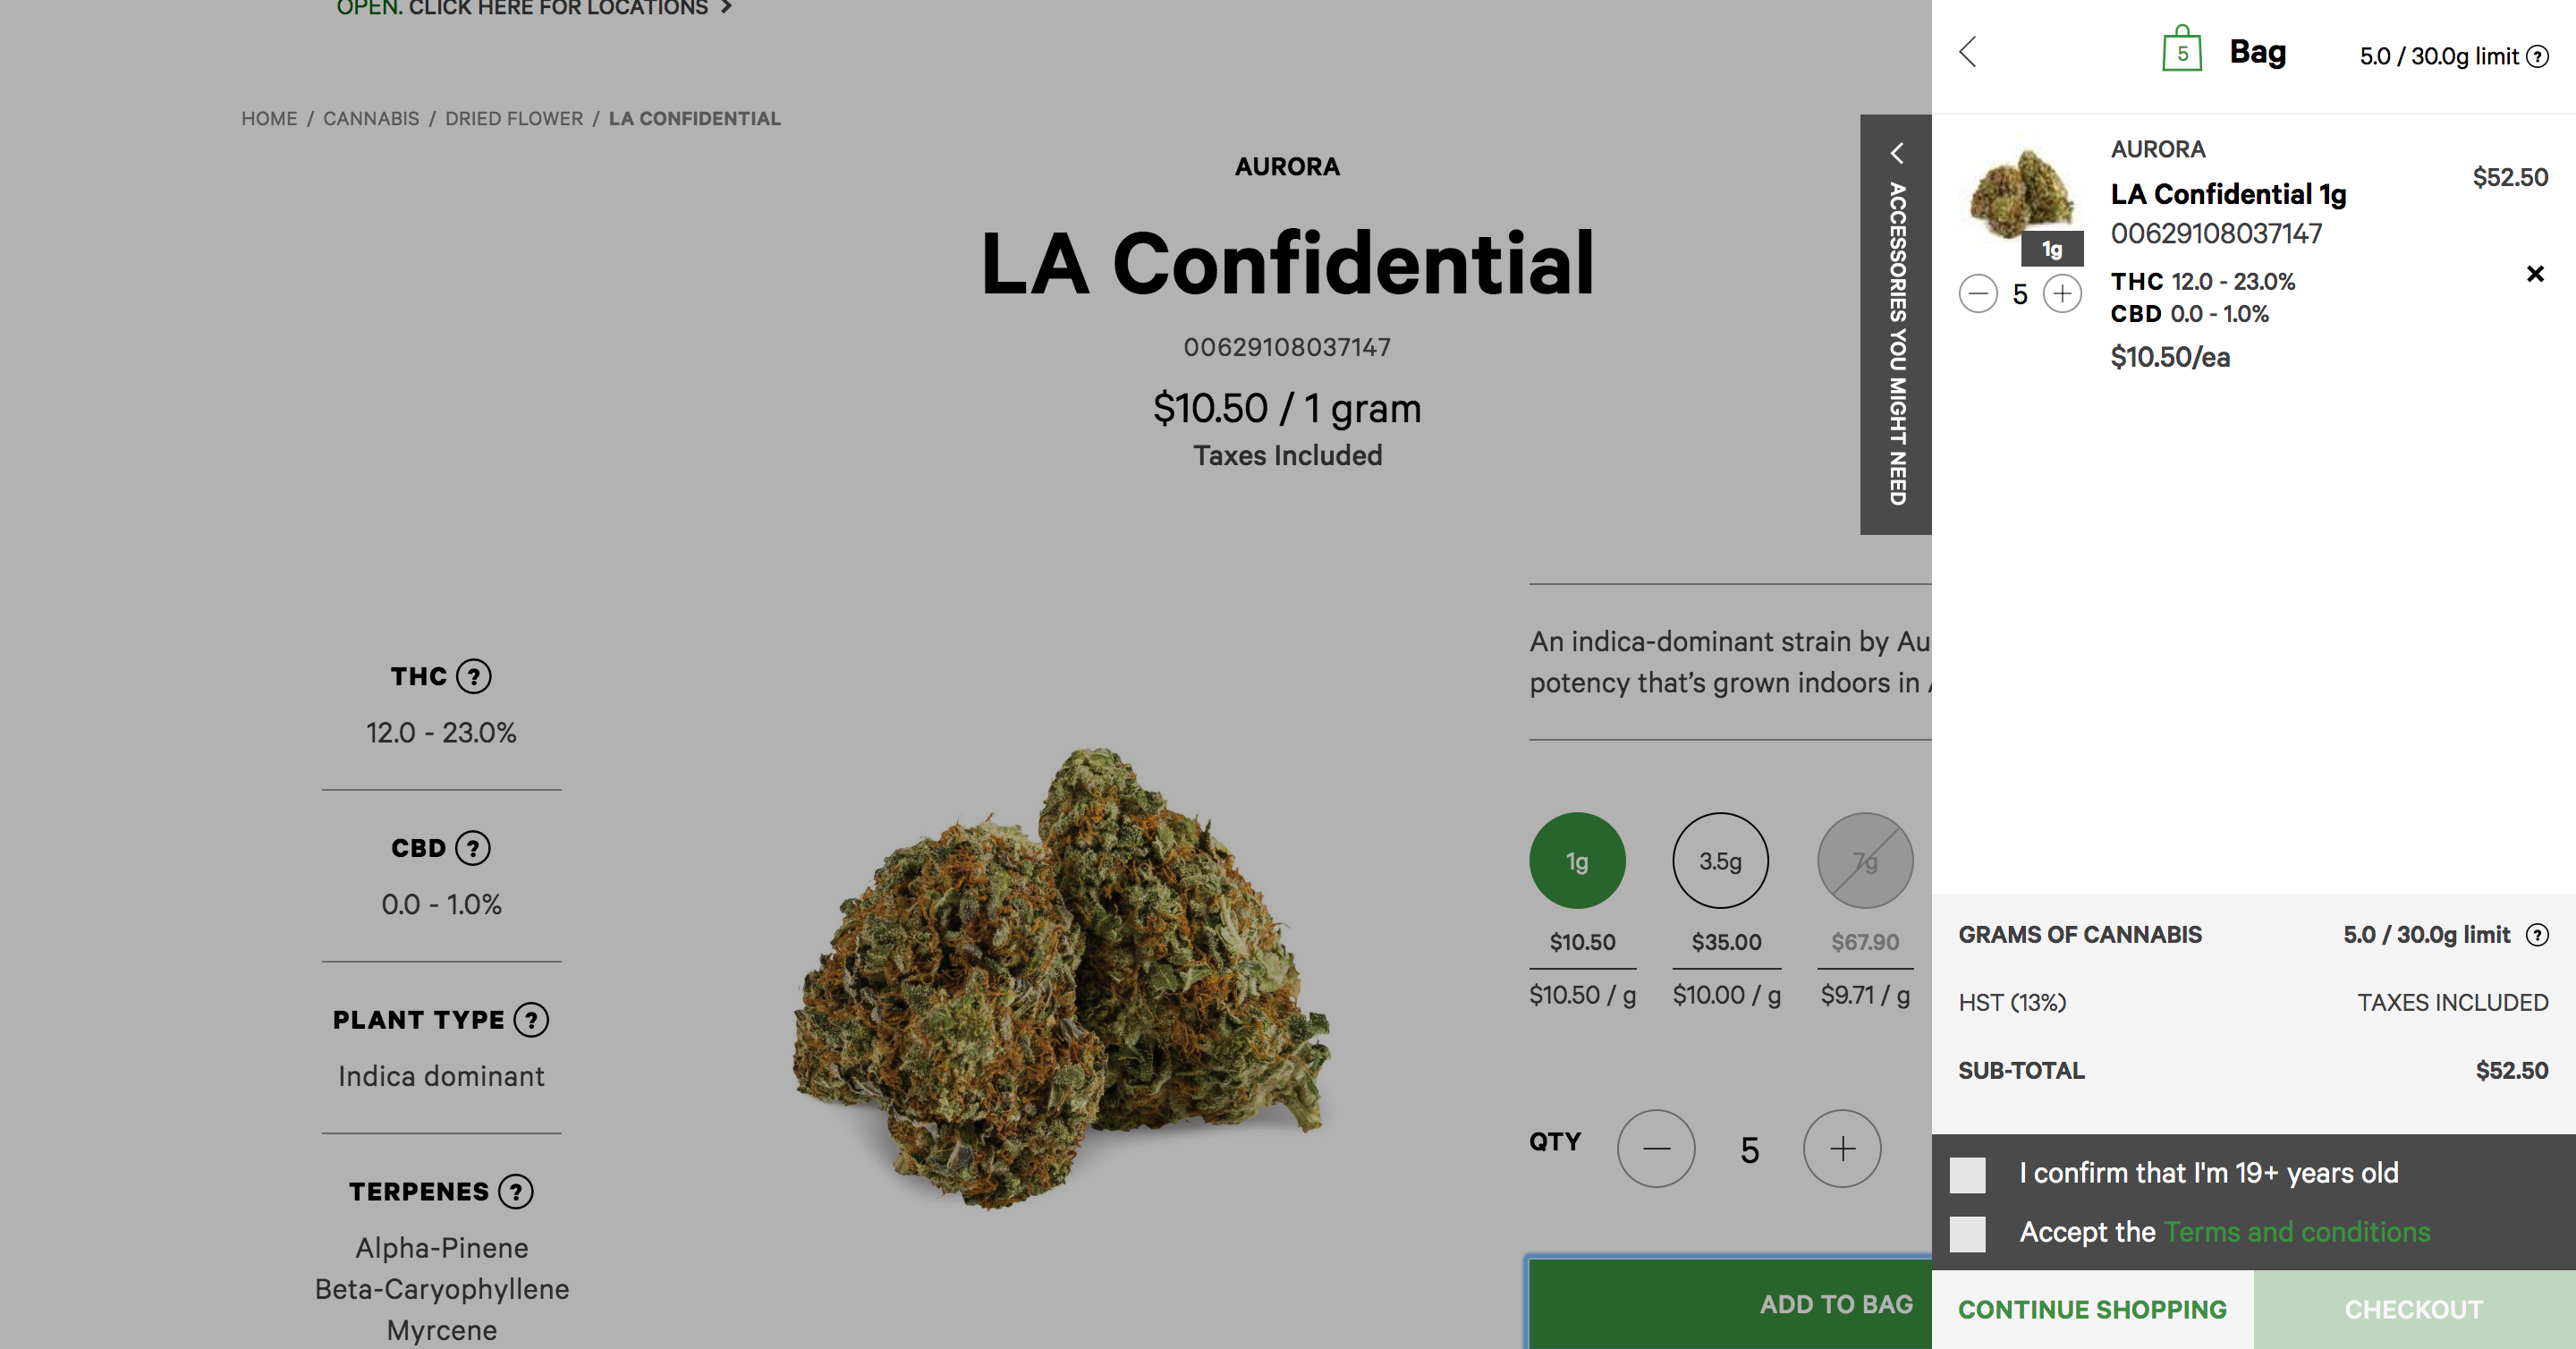 OPEN. CLICK HERE FOR LOCATIONS
HOME / CANNABIS / DRIED FLOWER / LA CONFIDENTIAL
AURORA
LA Confidential
00629108037147
$10.50 / 1 gram
Taxes Included
THC ?
12.0 - 23.0%
CBD ?
0.0 - 1.0%
PLANT TYPE ?
Indica dominant
TERPENES ?
Alpha-Pinene
Beta-Caryophyllene
Myrcene
An indica-dominant strain by Au
potency that's grown indoors in
1g 3.5g 7g
$10.50 $35.00 $67.90
$10.50 / g $10.00 / g $9.71 / g
QTY 5
ADD TO BAG
ACCESSORIES YOU MIGHT NEED
5 Bag 5.0 / 30.0g limit ?
AURORA
LA Confidential 1g
$52.50
00629108037147
1g
THC 12.0 - 23.0%
5
CBD 0.0 - 1.0%
$10.50/ea
GRAMS OF CANNABIS 5.0 / 30.0g limit ?
HST (13%) TAXES INCLUDED
SUB-TOTAL $52.50
I confirm that I'm 19+ years old
Accept the Terms and conditions
CONTINUE SHOPPING CHECKOUT